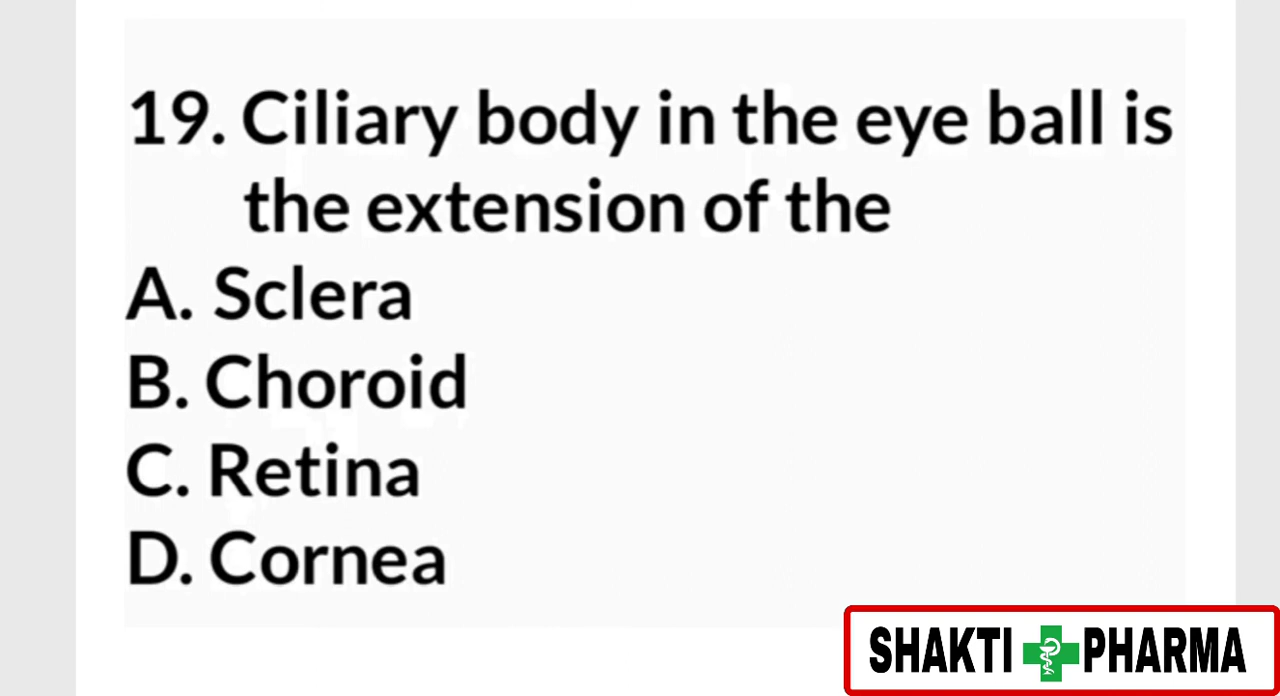 19. Ciliary body in the eye ball is
the extension of the
A. Sclera
B. Choroid
C. Retina
D. Cornea
SHAKTI PHARMA